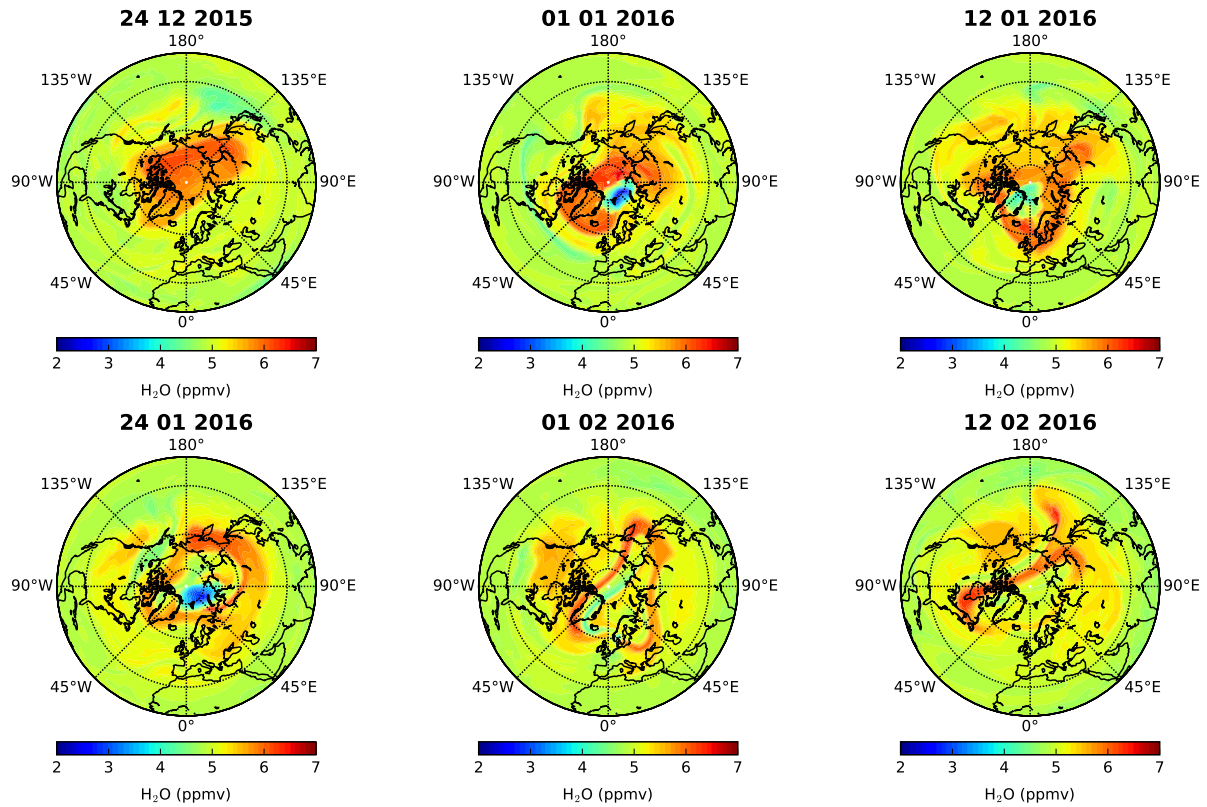 24 12 2015 01 01 2016 12 01 2016
180° 180° 180°
135°W 135°E 135°W 135°E 135°W 135°E
90°W 90°E 90°W 90°E 90°W 90°E
45°W 45°E 45°W 45°E 45°W 45°E
0° 0° 0°
2 3 4 5 6 7 2 3 4 5 6 7 2 3 4 5 6 7
H₂O (ppmv) H₂O (ppmv) H₂O (ppmv)
24 01 2016 01 02 2016 12 02 2016
180° 180° 180°
135°W 135°E 135°W 135°E 135°W 135°E
90°W 90°E 90°W 90°E 90°W 90°E
45°W 45°E 45°W 45°E 45°W 45°E
0° 0° 0°
2 3 4 5 6 7 2 3 4 5 6 7 2 3 4 5 6 7
H₂O (ppmv) H₂O (ppmv) H₂O (ppmv)